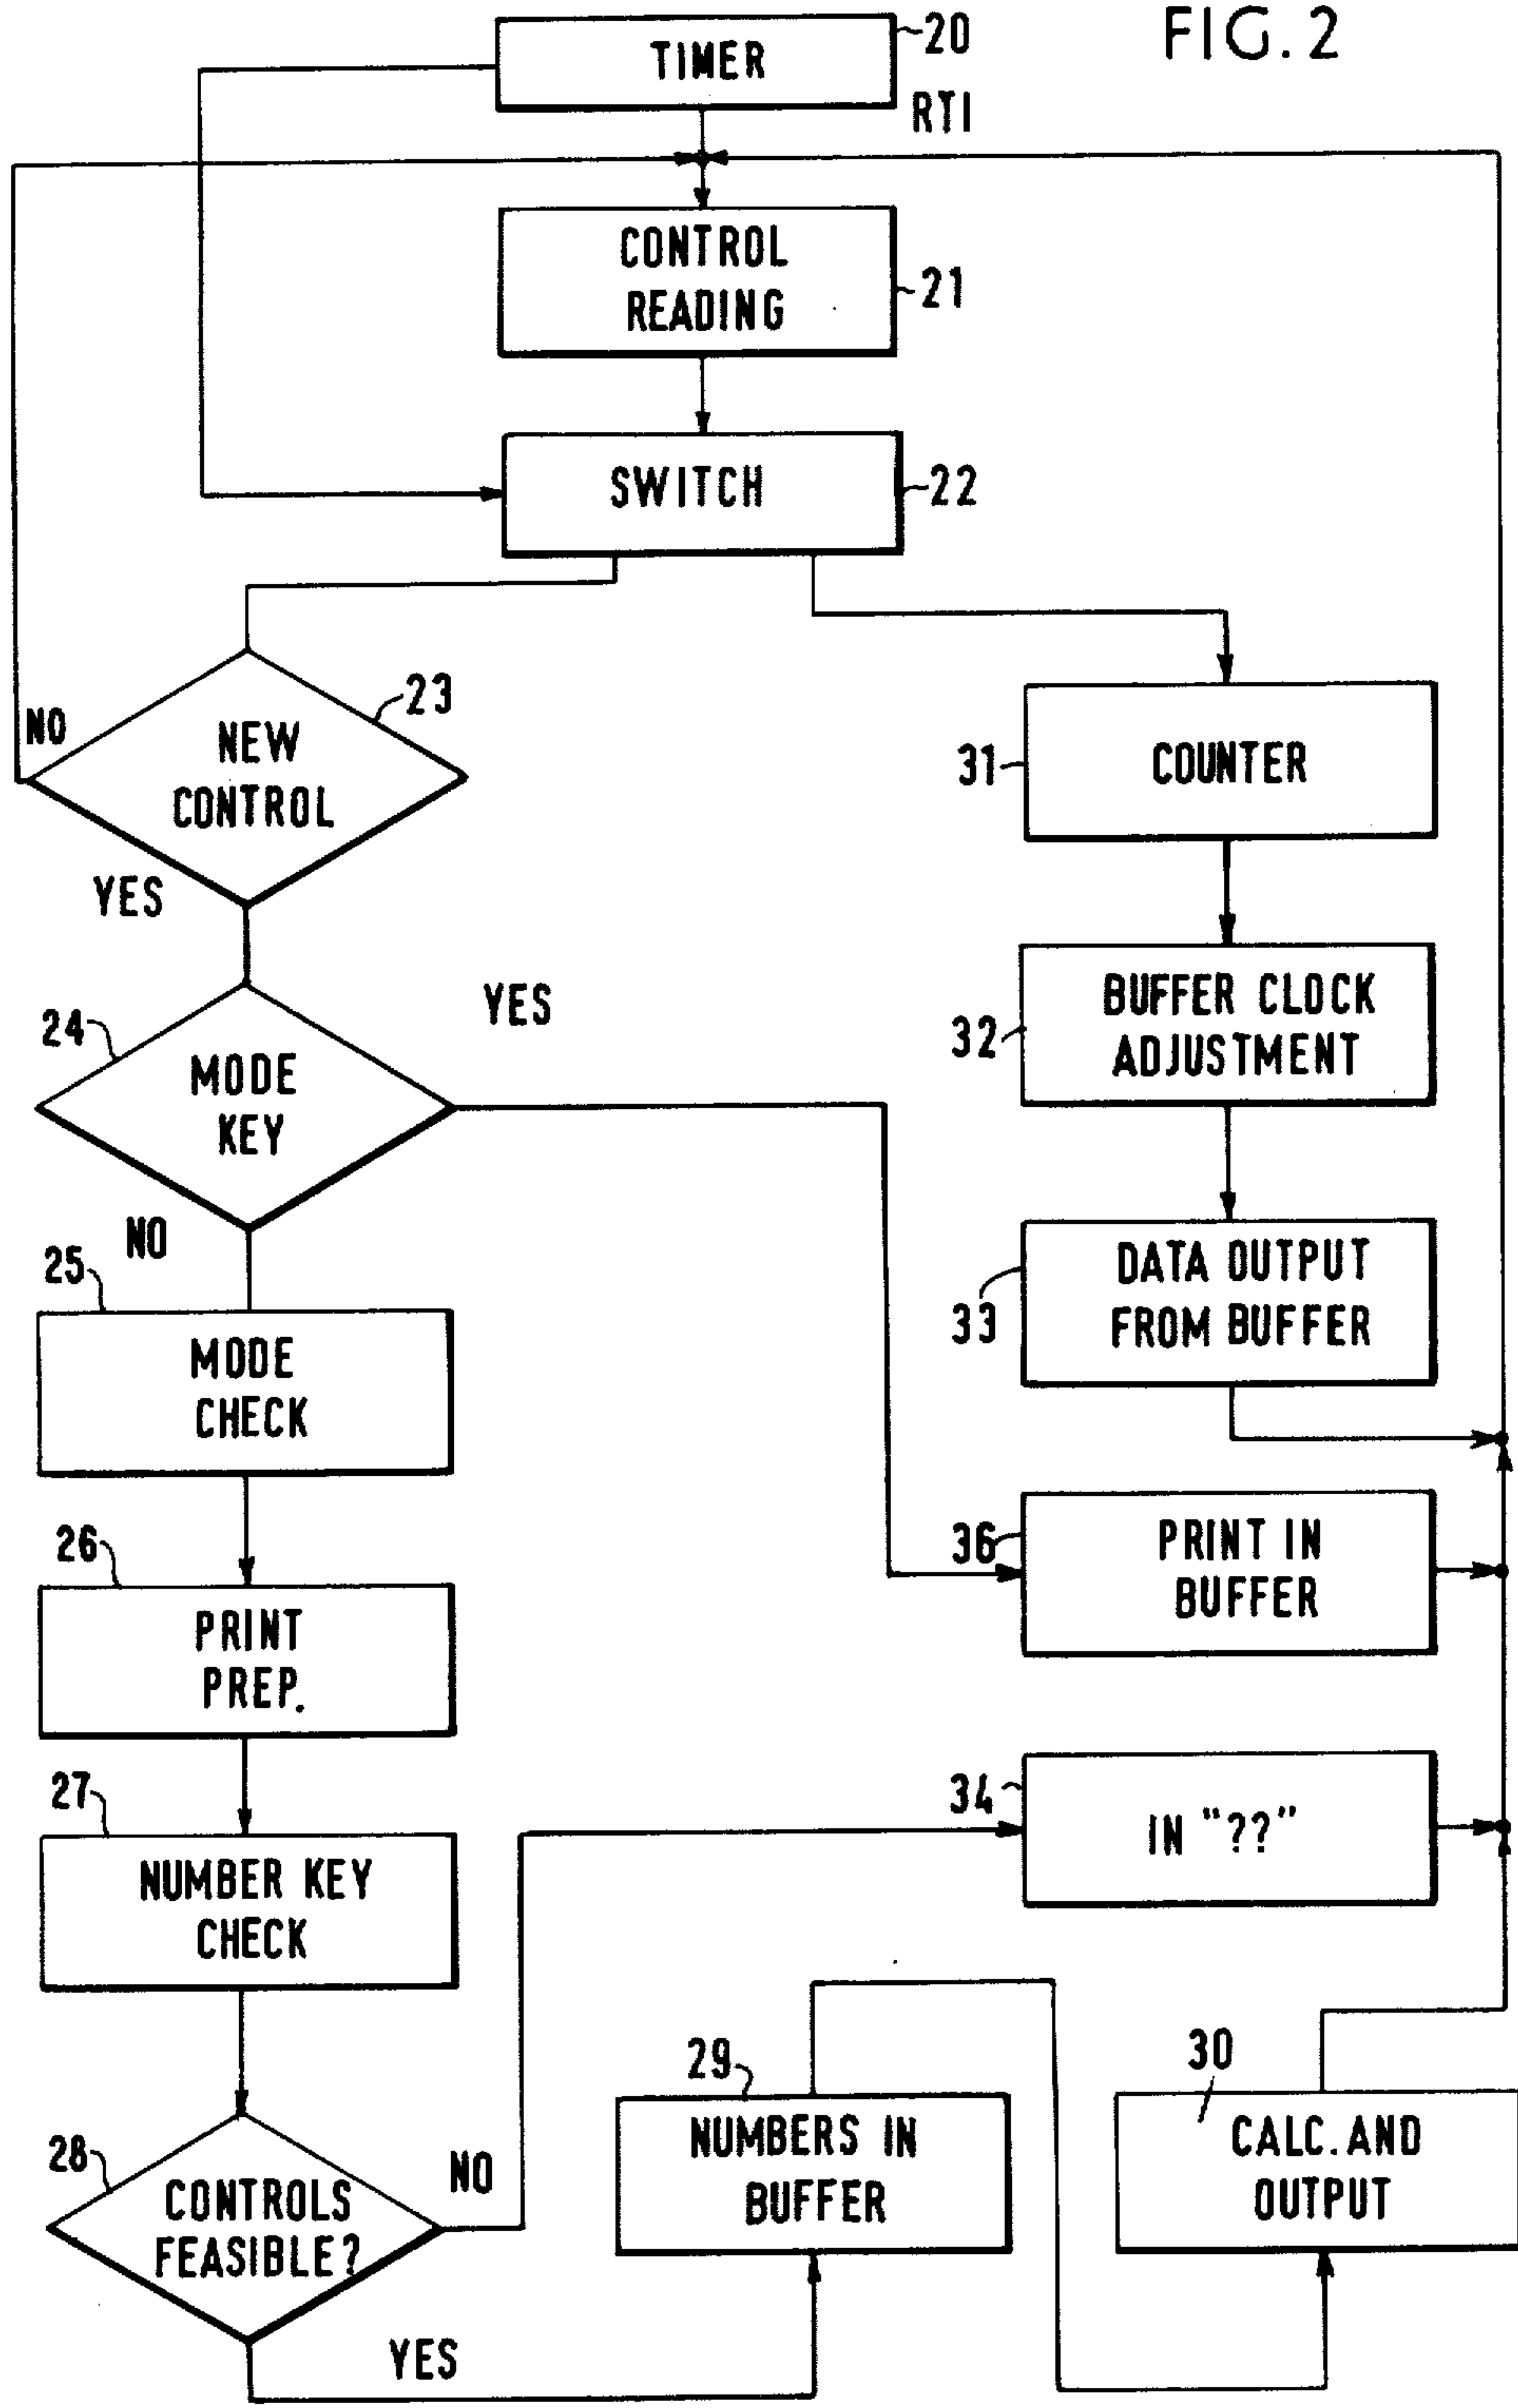 FIG. 2
20
TIMER
RTI
CONTROL
READING
21
SWITCH
22
23
NO
NEW
CONTROL
31
COUNTER
YES
24
YES
MODE
KEY
32
BUFFER CLOCK
ADJUSTMENT
NO
25
MODE
CHECK
33
DATA OUTPUT
FROM BUFFER
26
PRINT
PREP.
36
PRINT IN
BUFFER
27
NUMBER KEY
CHECK
34
IN "??"
28
NO
CONTROLS
FEASIBLE?
29
NUMBERS IN
BUFFER
30
CALC. AND
OUTPUT
YES